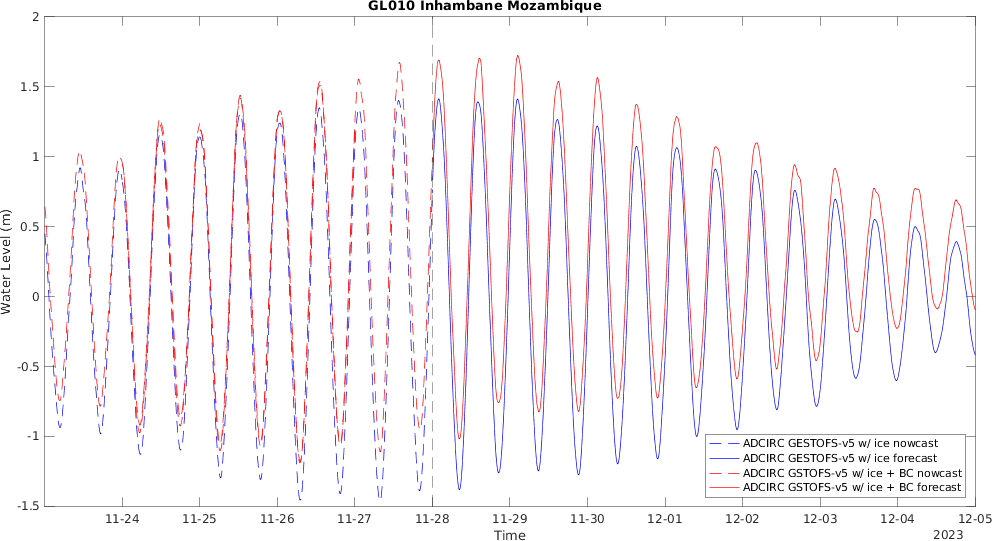 GL010 Inhambane Mozambique
Water Level (m)
2
1.5
1
0.5
0
-0.5
-1
-1.5
ADCIRC GESTOFS-v5 w/ ice nowcast
ADCIRC GESTOFS-v5 w/ ice forecast
ADCIRC GSTOFS-v5 w/ ice + BC nowcast
ADCIRC GSTOFS-v5 w/ ice + BC forecast
11-24 11-25 11-26 11-27 11-28 11-29 11-30 12-01 12-02 12-03 12-04 12-05
Time
2023